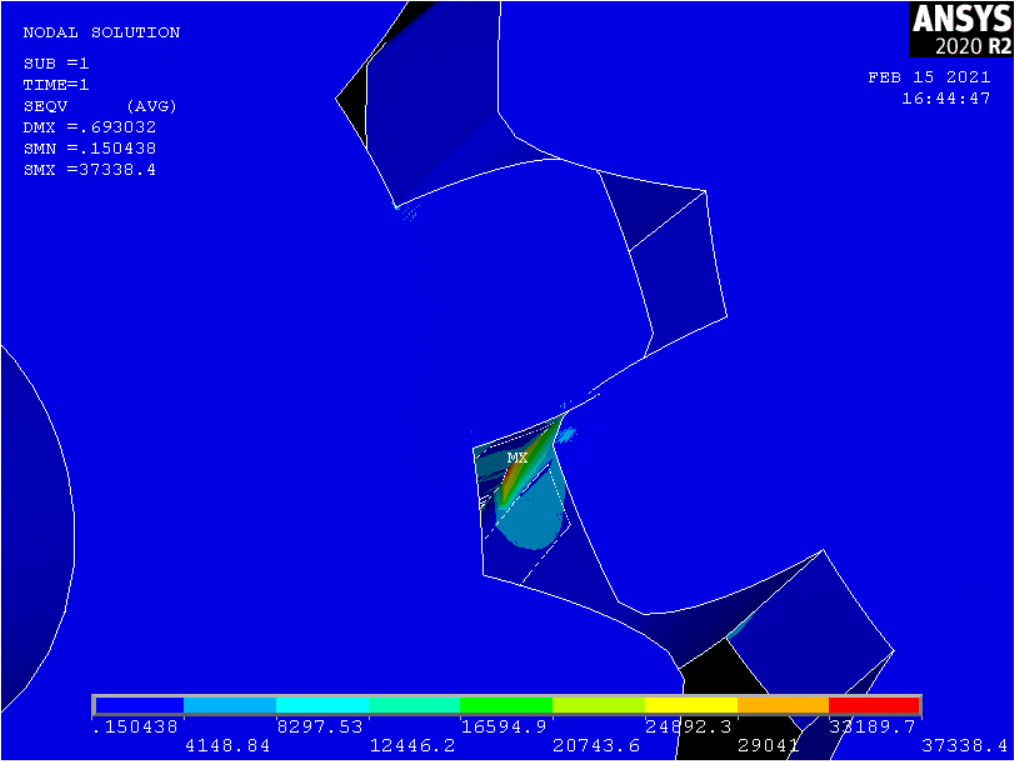 NODAL SOLUTION
SUB =1
TIME=1
SEQV (AVG)
DMX =.693032
SMN =.150438
SMX =37338.4
ANSYS
2020 R2
FEB 15 2021
16:44:47
MX
.150438 8297.53 16594.9 24892.3 33189.7
4148.84 12446.2 20743.6 29041 37338.4